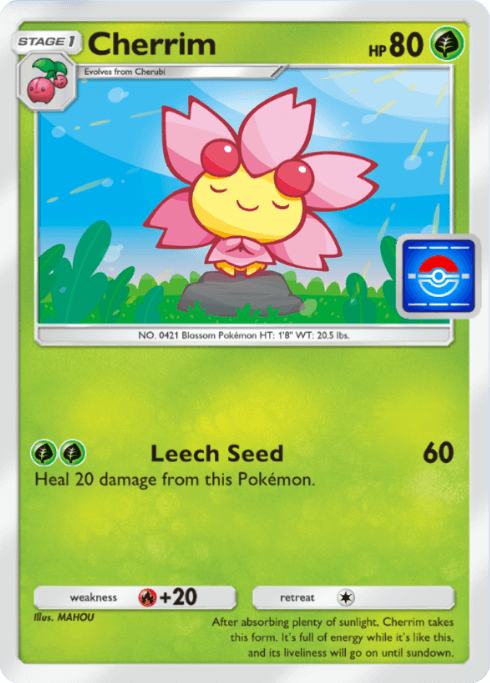 STAGE 1 Cherrim HP 80
Evolves from Cherubi
NO. 0421 Blossom Pokémon HT: 1'8" WT: 20.5 lbs.
Leech Seed 60
Heal 20 damage from this Pokémon.
weakness +20 retreat
Illus. MAHOU
After absorbing plenty of sunlight, Cherrim takes
this form. It's full of energy while it's like this,
and its liveliness will go on until sundown.